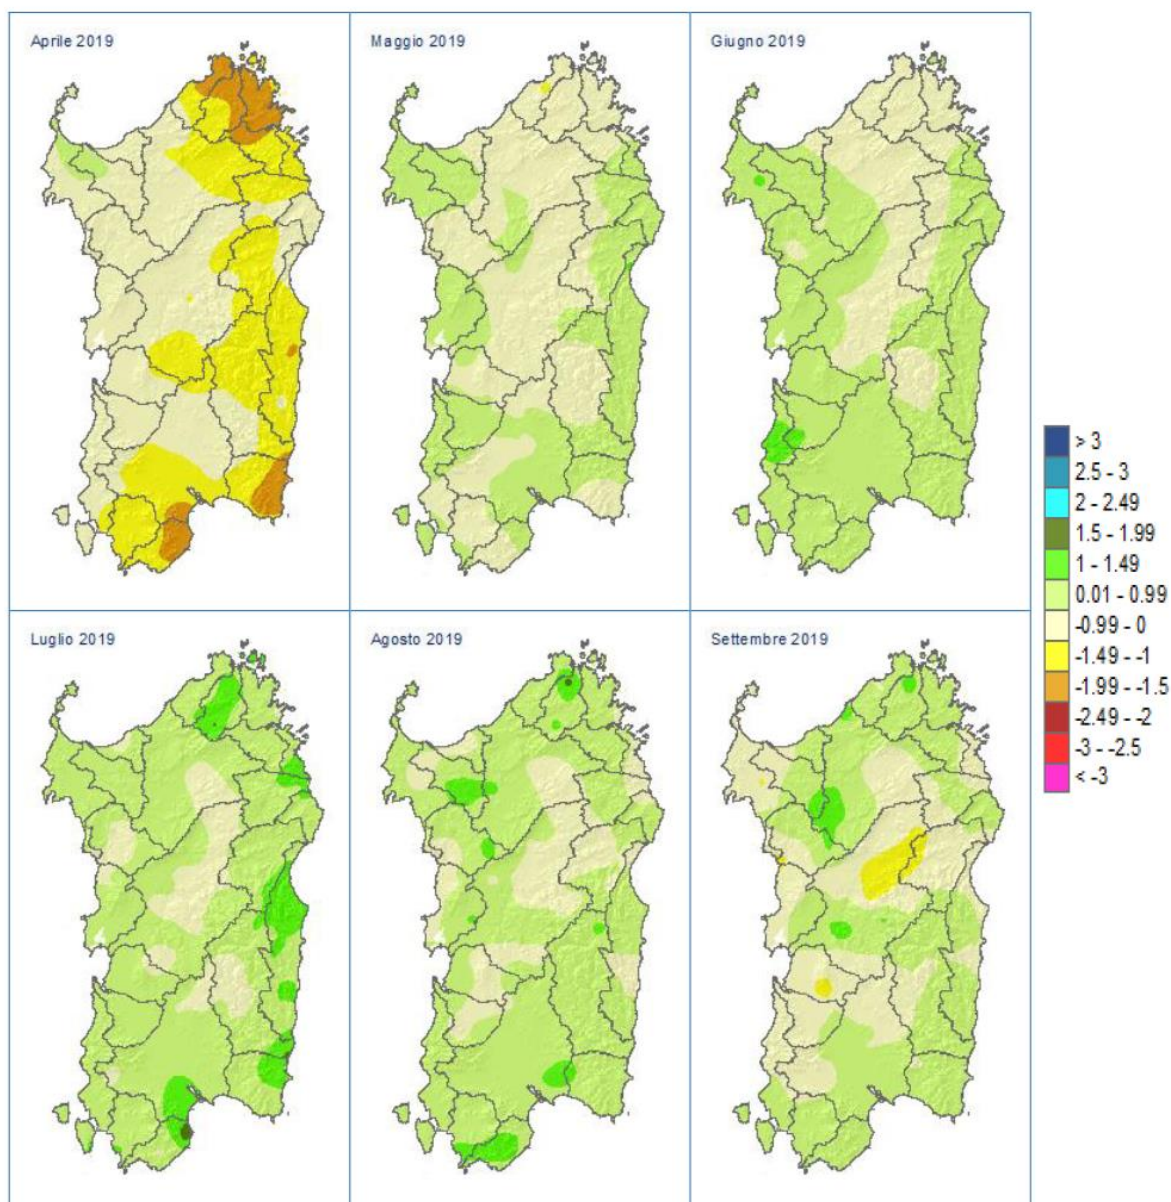 Aprile 2019
Maggio 2019
Giugno 2019
> 3
2.5 - 3
2 - 2.49
1.5 - 1.99
1 - 1.49
0.01 - 0.99
-0.99 - 0
-1.49 - -1
-1.99 - -1.5
-2.49 - -2
-3 - -2.5
< -3
Luglio 2019
Agosto 2019
Settembre 2019